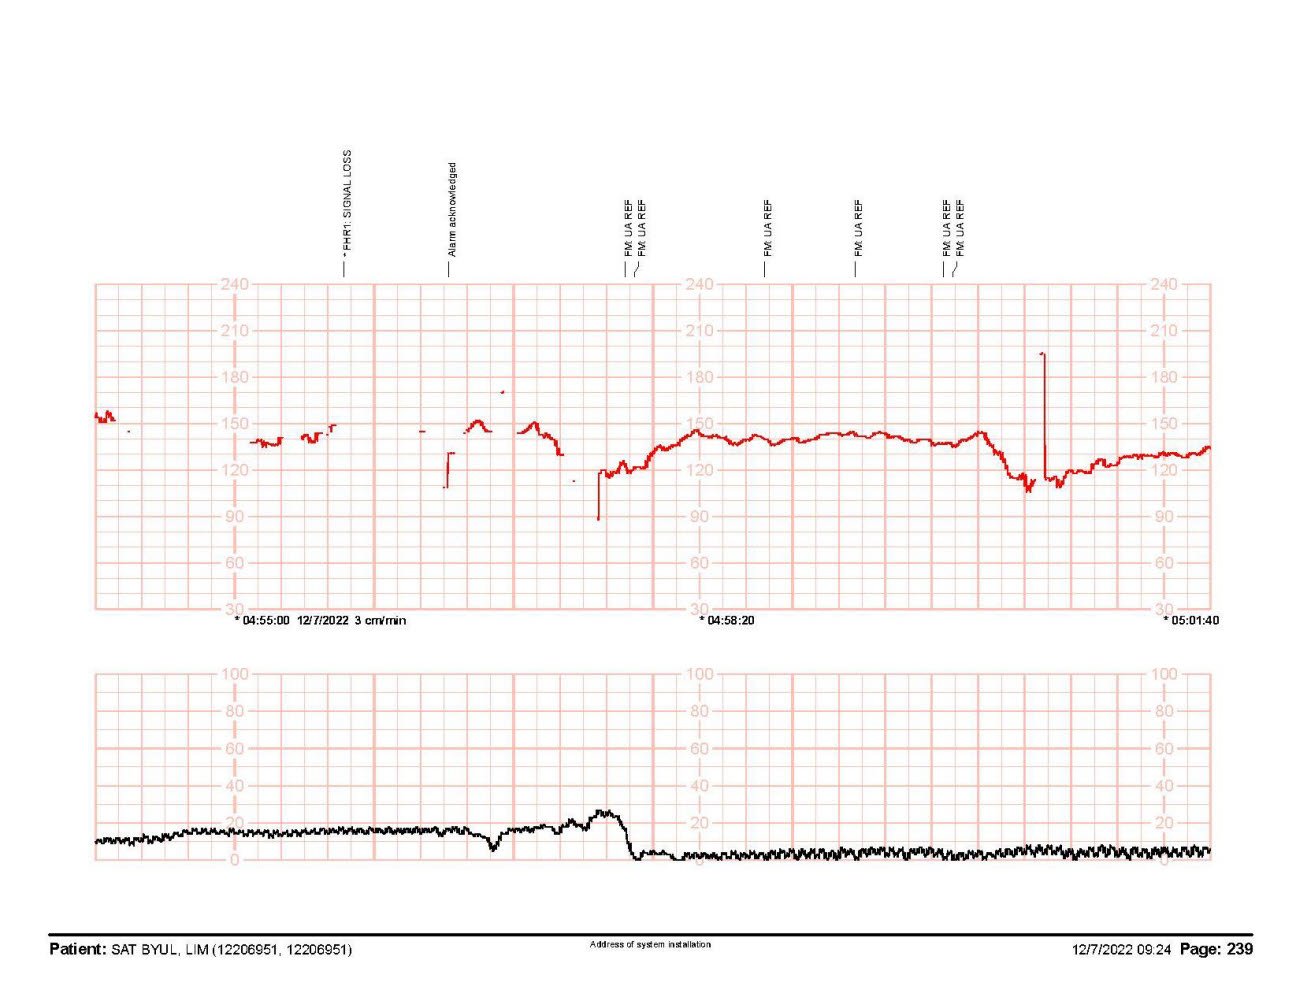 * FHR1: SIGNAL LOSS
Alarm acknowledged
FM: UA REF
FM: UA REF
FM: UA REF
FM: UA REF
FM: UA REF
FM: UA REF
240 240 240
210 210 210
180 180 180
150 150 150
120 120 120
90 90 90
60 60 60
30 30 30
* 04:55:00 12/7/2022 3 cm/min * 04:58:20 * 05:01:40
100 100 100
80 80 80
60 60 60
40 40 40
20 20 20
0 0 0
Patient: SAT BYUL, LIM (12206951, 12206951) Address of system installation 12/7/2022 09:24 Page: 239